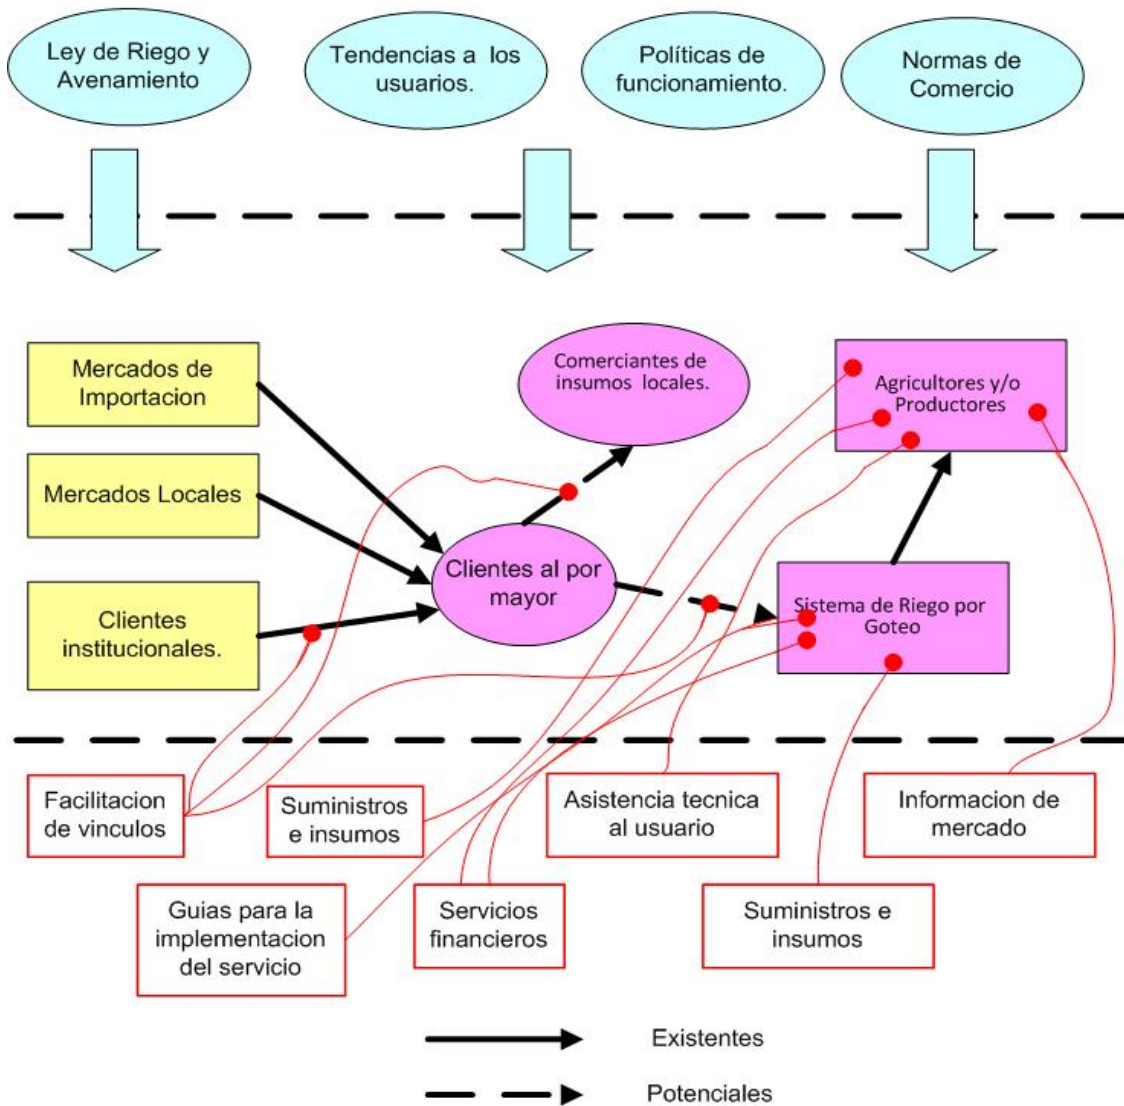 Ley de Riego y
Avenamiento
Tendencias a los
usuarios.
Políticas de
funcionamiento.
Normas de
Comercio
Mercados de
Importacion
Comerciantes de
insumos locales.
Agricultores y/o
Productores
Mercados Locales
Clientes al por
mayor
Clientes
institucionales.
Sistema de Riego por
Goteo
Facilitacion
de vinculos
Suministros
e insumos
Asistencia tecnica
al usuario
Informacion de
mercado
Guias para la
implementacion
del servicio
Servicios
financieros
Suministros e
insumos
Existentes
Potenciales